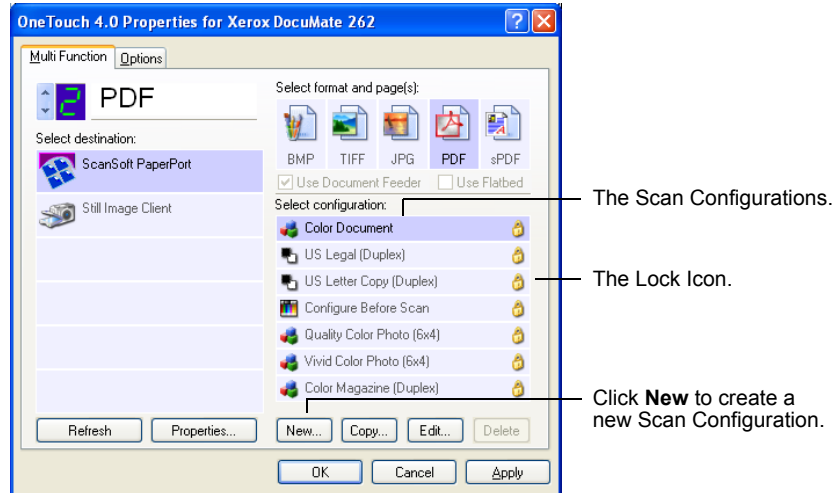 OneTouch 4.0 Properties for Xerox DocuMate 262
Multi Function
Options
2
PDF
Select destination:
ScanSoft PaperPort
Still Image Client
Refresh
Properties...
Select format and page(s):
BMP TIFF JPG PDF sPDF
Use Document Feeder
Use Flatbed
Select configuration:
Color Document
US Legal (Duplex)
US Letter Copy (Duplex)
Configure Before Scan
Quality Color Photo (6x4)
Vivid Color Photo (6x4)
Color Magazine (Duplex)
New... Copy... Edit... Delete
OK Cancel Apply
The Scan Configurations.
The Lock Icon.
Click New to create a
new Scan Configuration.